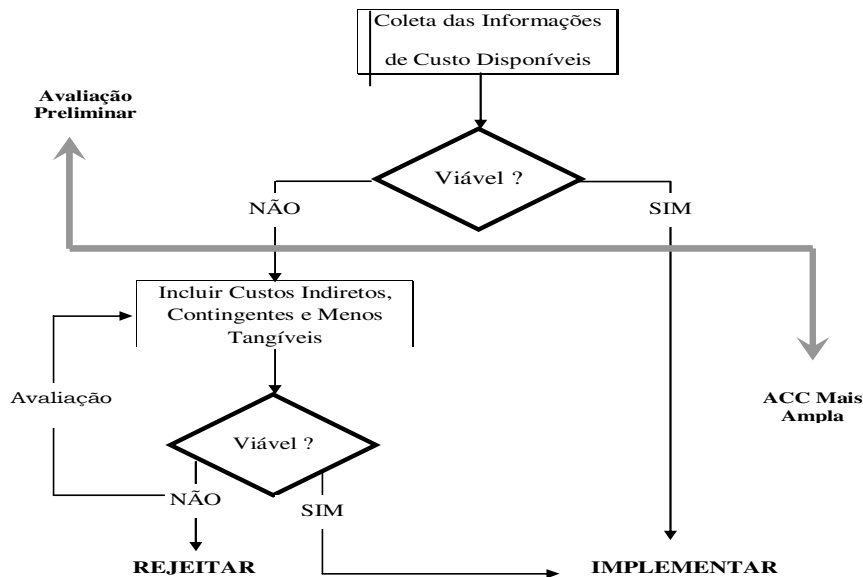 Coleta das Informações
de Custo Disponíveis
Avaliação
Preliminar
Viável ?
NÃO
SIM
Incluir Custos Indiretos,
Contingentes e Menos
Tangíveis
Avaliação
ACC Mais
Ampla
Viável ?
NÃO
SIM
REJEITAR
IMPLEMENTAR